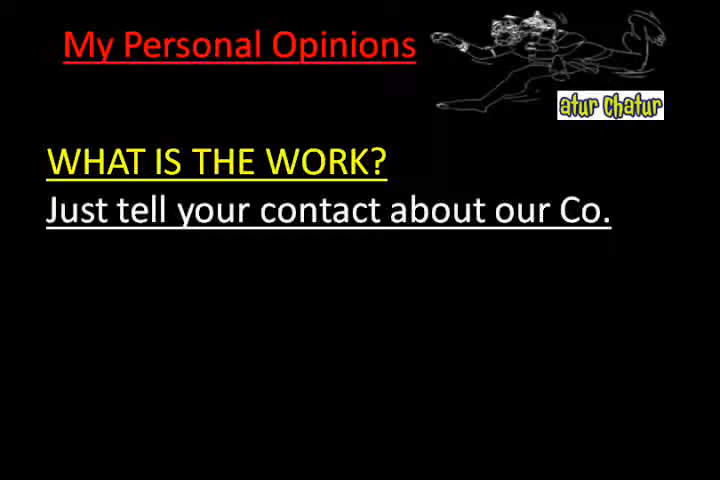 My Personal Opinions
atur chatur
WHAT IS THE WORK?
Just tell your contact about our Co.